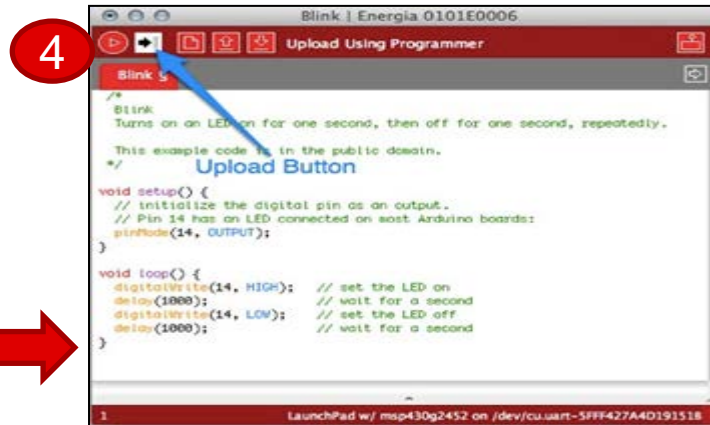 4
Blink | Energia 0101E0006
Upload Using Programmer
Blink §
/*
Blink
Turns on an LED on for one second, then off for one second, repeatedly.
This example code is in the public domain.
*/
Upload Button
void setup() {
// initialize the digital pin as an output.
// Pin 14 has an LED connected on most Arduino boards:
pinMode(14, OUTPUT);
}
void loop() {
digitalWrite(14, HIGH); // set the LED on
delay(1000); // wait for a second
digitalWrite(14, LOW); // set the LED off
delay(1000); // wait for a second
}
1
LaunchPad w/ msp430g2452 on /dev/cu.uart-5FFF427A4D191518